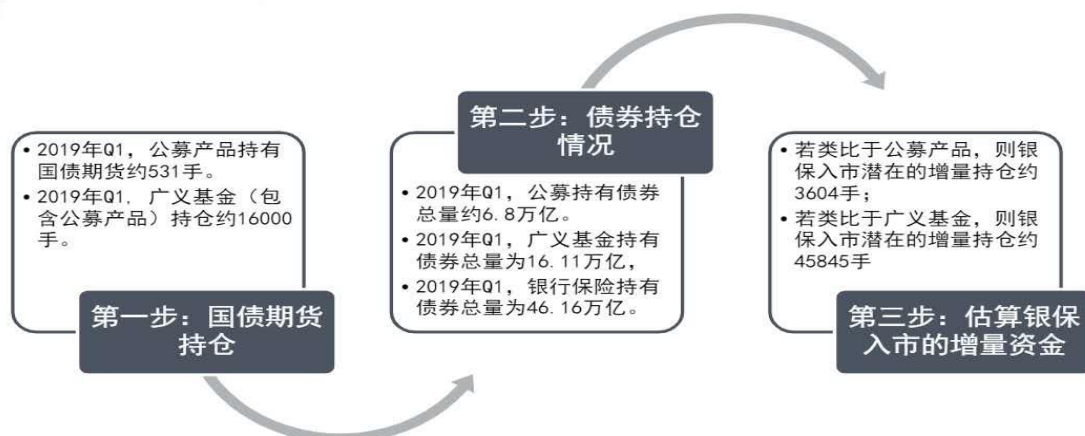 • 2019年Q1，公募产品持有
国债期货约531手。
• 2019年Q1，广义基金（包
含公募产品）持仓约16000
手。
第一步：国债期货
持仓
第二步：债券持仓
情况
• 2019年Q1，公募持有债券
总量约6.8万亿。
• 2019年Q1，广义基金持有
债券总量为16.11万亿，
• 2019年Q1，银行保险持有
债券总量为46.16万亿。
• 若类比于公募产品，则银
保入市潜在的增量持仓约
3604手；
• 若类比于广义基金，则银
保入市潜在的增量持仓约
45845手
第三步：估算银保
入市的增量资金